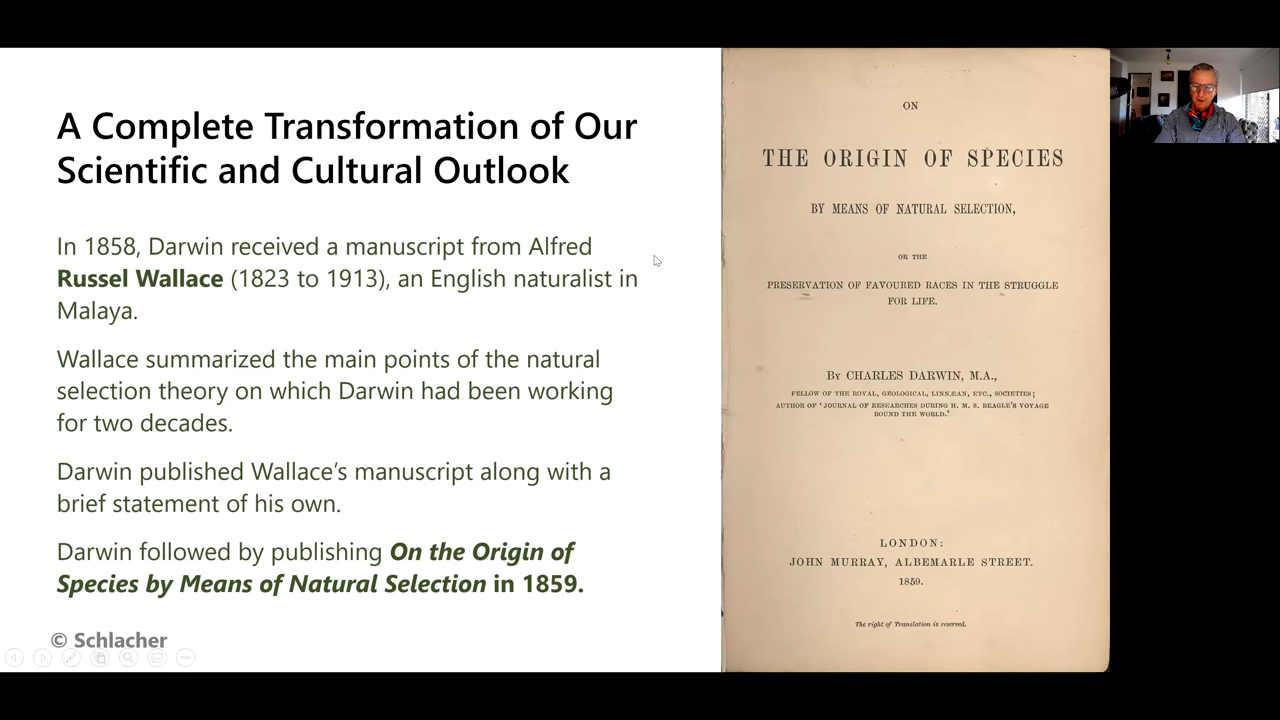 A Complete Transformation of Our
Scientific and Cultural Outlook
In 1858, Darwin received a manuscript from Alfred
Russel Wallace (1823 to 1913), an English naturalist in
Malaya.
Wallace summarized the main points of the natural
selection theory on which Darwin had been working
for two decades.
Darwin published Wallace’s manuscript along with a
brief statement of his own.
Darwin followed by publishing On the Origin of
Species by Means of Natural Selection in 1859.
© Schlacher
ON
THE ORIGIN OF SPECIES
BY MEANS OF NATURAL SELECTION,
OR THE
PRESERVATION OF FAVOURED RACES IN THE STRUGGLE
FOR LIFE.
By CHARLES DARWIN, M.A.,
FELLOW OF THE ROYAL, GEOLOGICAL, LINNÆAN, ETC., SOCIETIES;
AUTHOR OF ‘JOURNAL OF RESEARCHES DURING H. M. S. BEAGLE’S VOYAGE
ROUND THE WORLD.’
LONDON:
JOHN MURRAY, ALBEMARLE STREET.
1859.
The right of Translation is reserved.